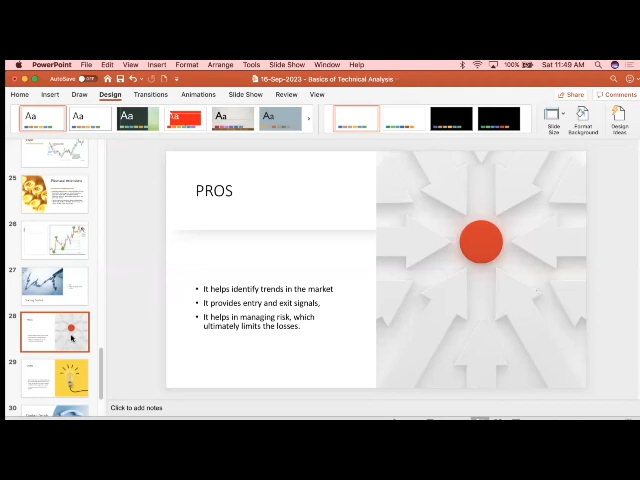 PowerPoint File Edit View Insert Format Arrange Tools Slide Show Window Help 100% Sat 11:49 AM
AutoSave OFF 16-Sep-2023 - Basics of Technical Analysis
Home Insert Draw Design Transitions Animations Slide Show Review View Share Comments
Aa Aa Aa Aa Aa Aa
Slide Size
Format Background
Design Ideas
25
26
27
28
29
30
PROS
• It helps identify trends in the market
• It provides entry and exit signals,
• It helps in managing risk, which
ultimately limits the losses.
Click to add notes